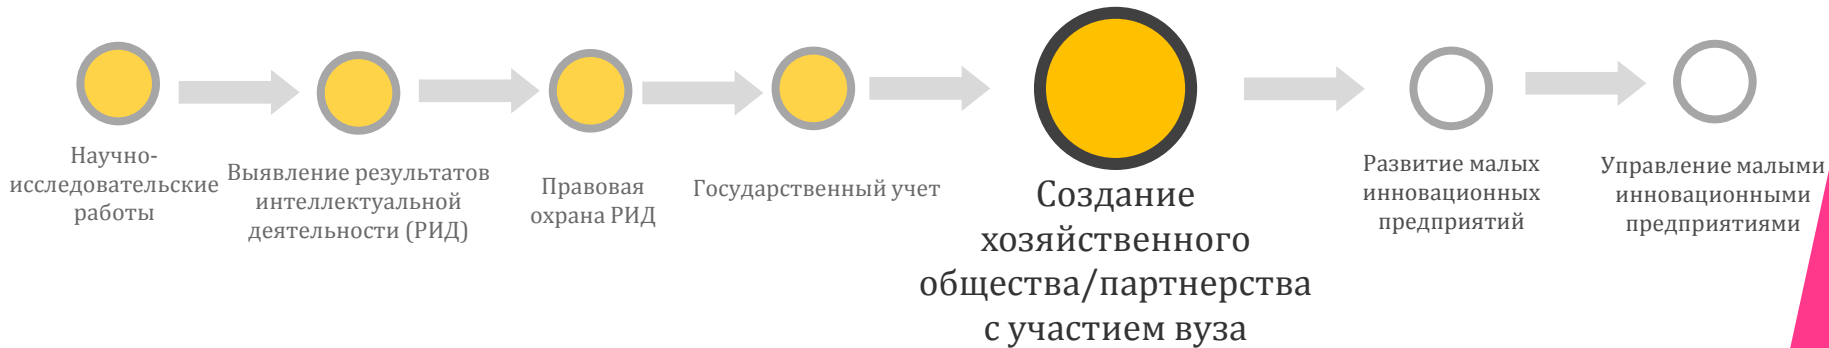 Научно-
исследовательские
работы
Выявление результатов
интеллектуальной
деятельности (РИД)
Правовая
охрана РИД
Государственный учет
Создание
хозяйственного
общества/партнерства
с участием вуза
Развитие малых
инновационных
предприятий
Управление малыми
инновационными
предприятиями